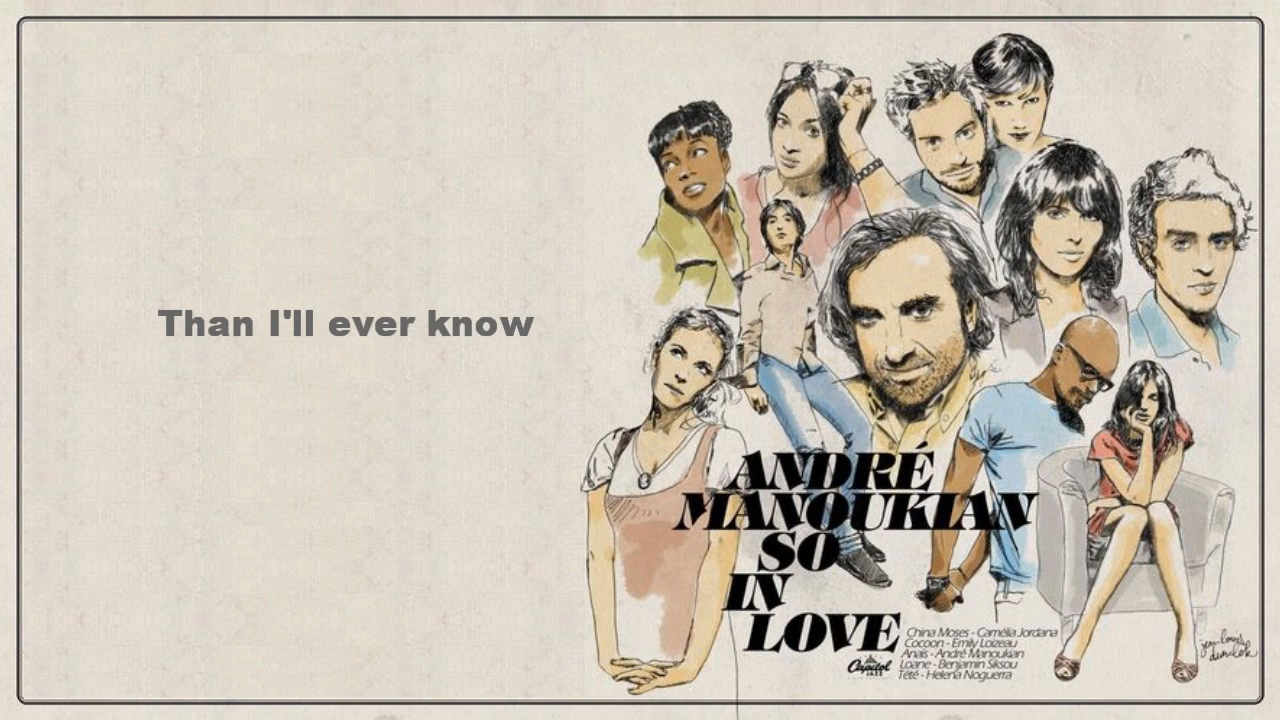 Than I'll ever know
ANDRÉ
MANOUKIAN
SO
IN
LOVE
China Moses - Camélia Jordana
Cocoon - Emily Loizeau
Anaïs - André Manoukian
Loane - Benjamin Siksou
Tété - Helena Noguerra
Capitol
JAZZ